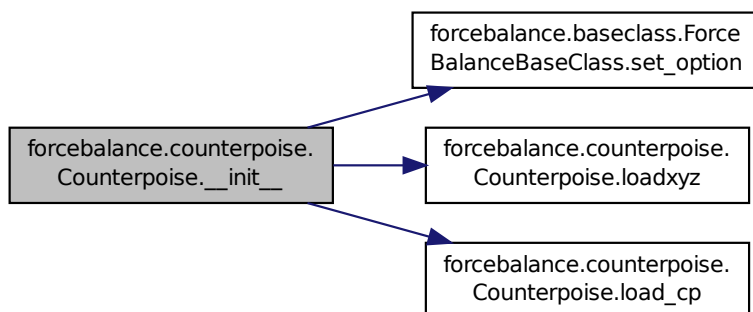 forcebalance.baseclass.Force
BalanceBaseClass.set_option
forcebalance.counterpoise.
Counterpoise.__init__
forcebalance.counterpoise.
Counterpoise.loadxyz
forcebalance.counterpoise.
Counterpoise.load_cp